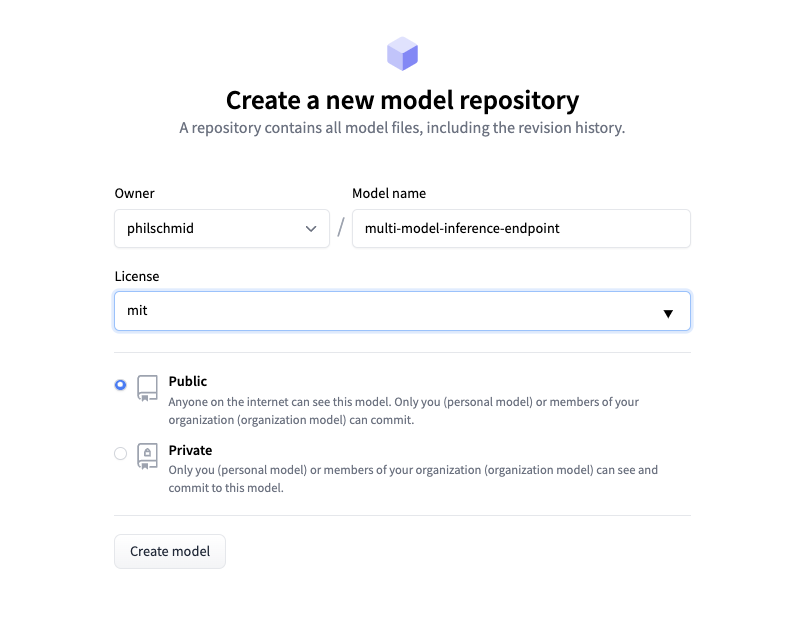 Create a new model repository
A repository contains all model files, including the revision history.
Owner
Model name
philschmid
/
multi-model-inference-endpoint
License
mit
Public
Anyone on the internet can see this model. Only you (personal model) or members of your
organization (organization model) can commit.
Private
Only you (personal model) or members of your organization (organization model) can see and
commit to this model.
Create model